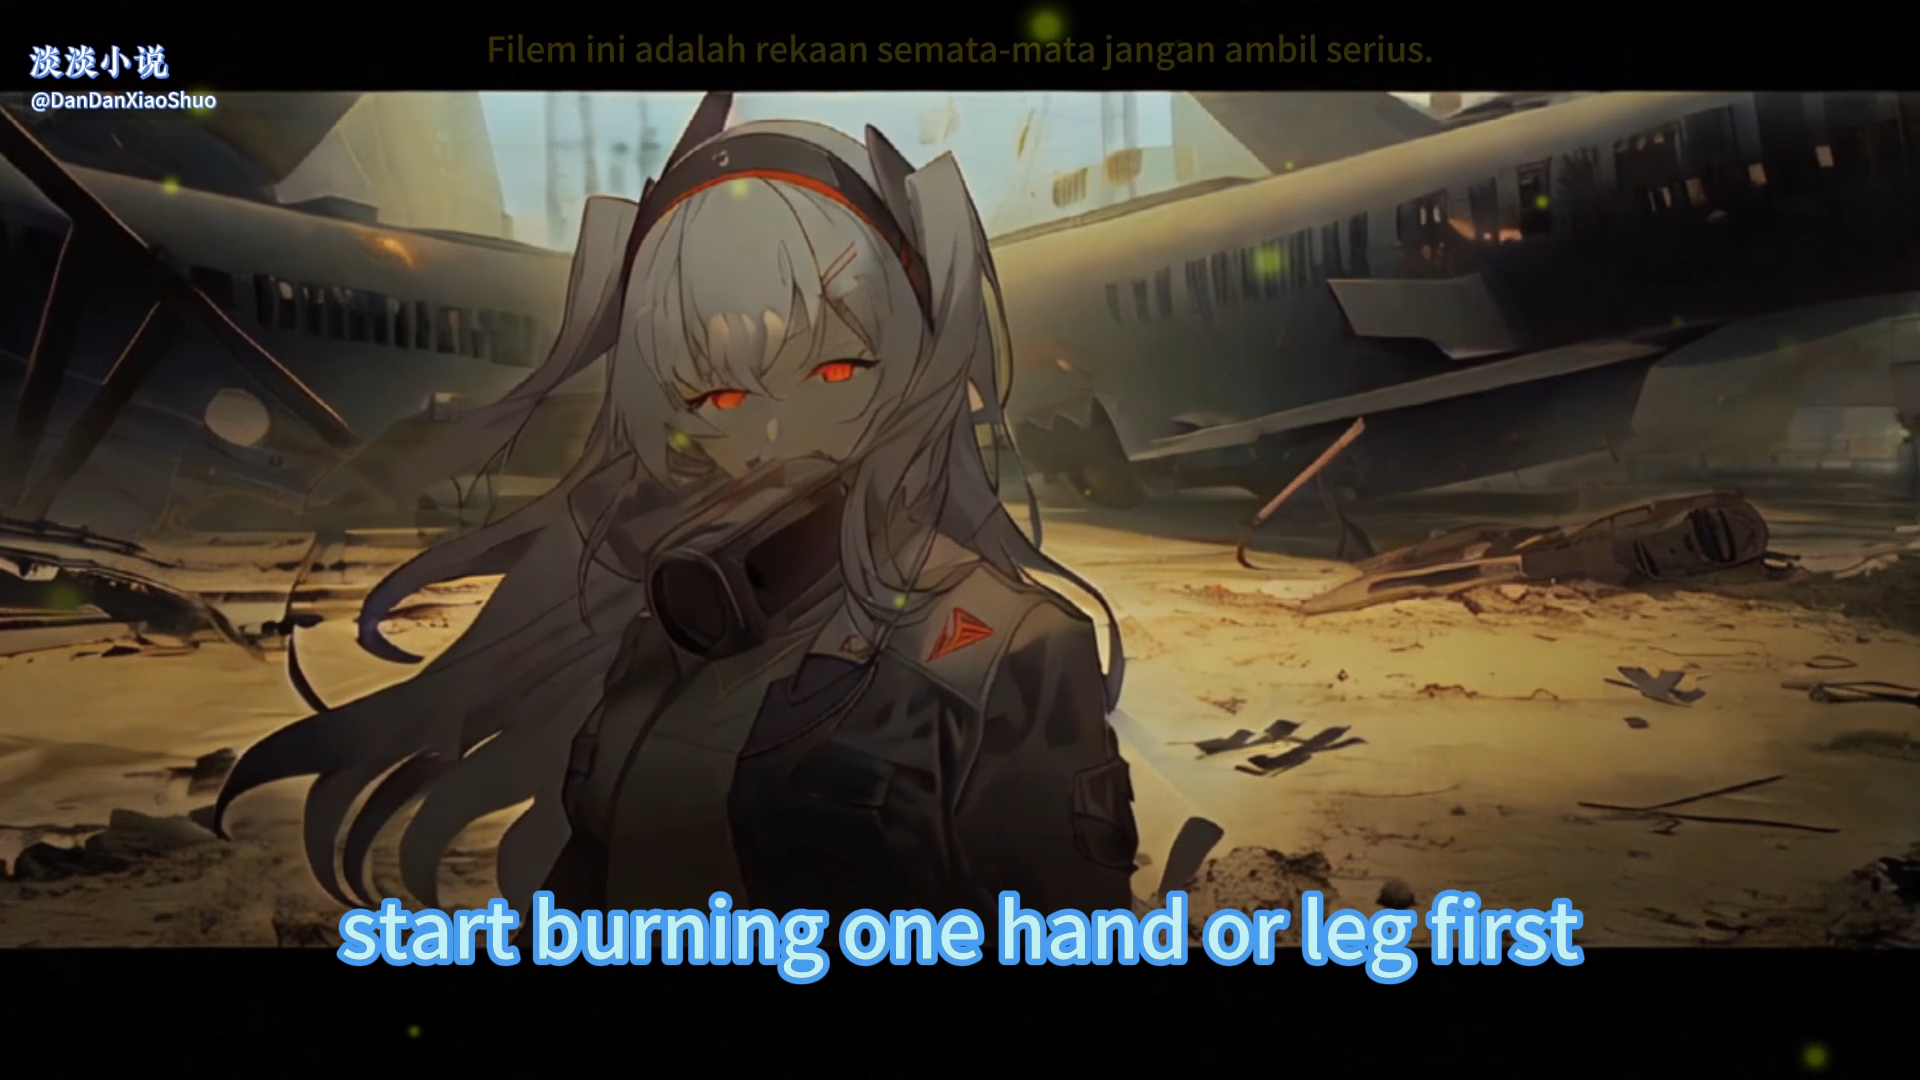 Filem ini adalah rekaan semata-mata jangan ambil serius.
淡淡小说
@DanDanXiaoShuo
start burning one hand or leg first